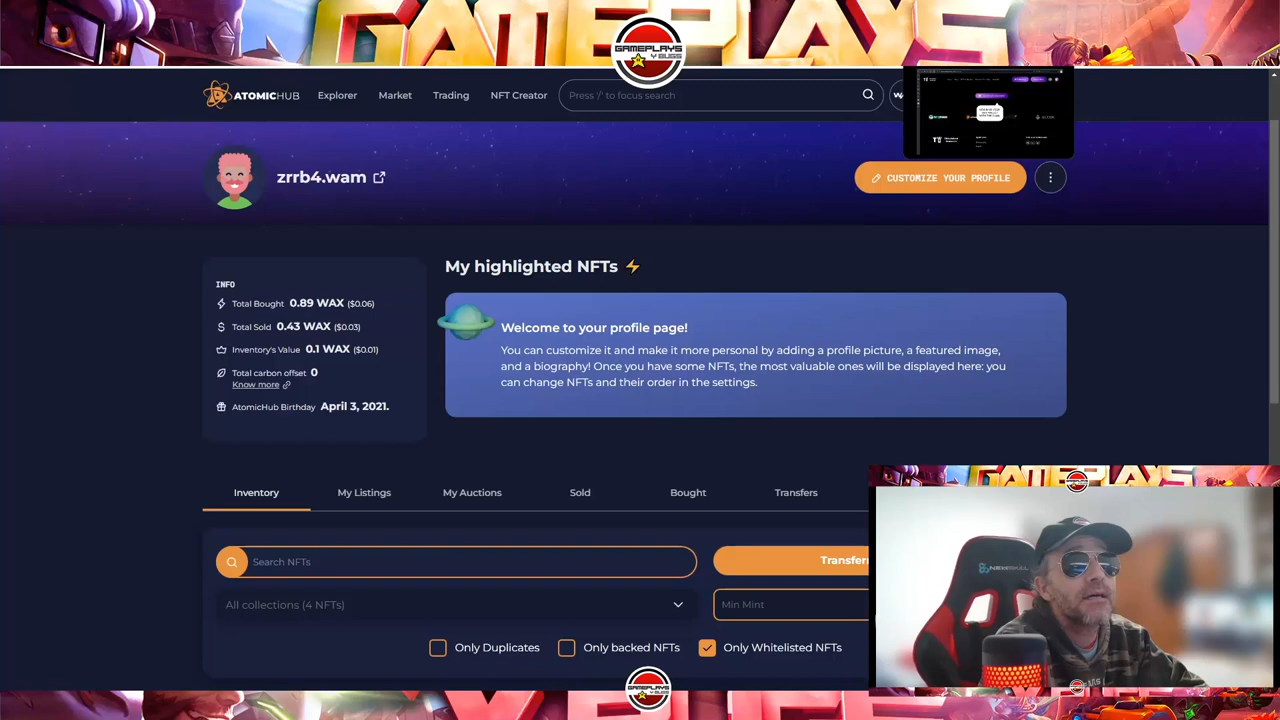 GAMEPLAYS
GAMEPLAYS
Y BUGS
ATOMICHUB
Explorer
Market
Trading
NFT Creator
Press '/' to focus search
zrrb4.wam
CUSTOMIZE YOUR PROFILE
INFO
Total Bought 0.89 WAX ($0.06)
Total Sold 0.43 WAX ($0.03)
Inventory's Value 0.1 WAX ($0.01)
Total carbon offset 0
Know more
AtomicHub Birthday April 3, 2021.
My highlighted NFTs
Welcome to your profile page!
You can customize it and make it more personal by adding a profile picture, a featured image,
and a biography! Once you have some NFTs, the most valuable ones will be displayed here: you
can change NFTs and their order in the settings.
Inventory
My Listings
My Auctions
Sold
Bought
Transfers
Search NFTs
Transfer
All collections (4 NFTs)
Min Mint
Only Duplicates
Only backed NFTs
Only Whitelisted NFTs
GAMEPLAYS
NEWSKILL
GAMEPLAYS